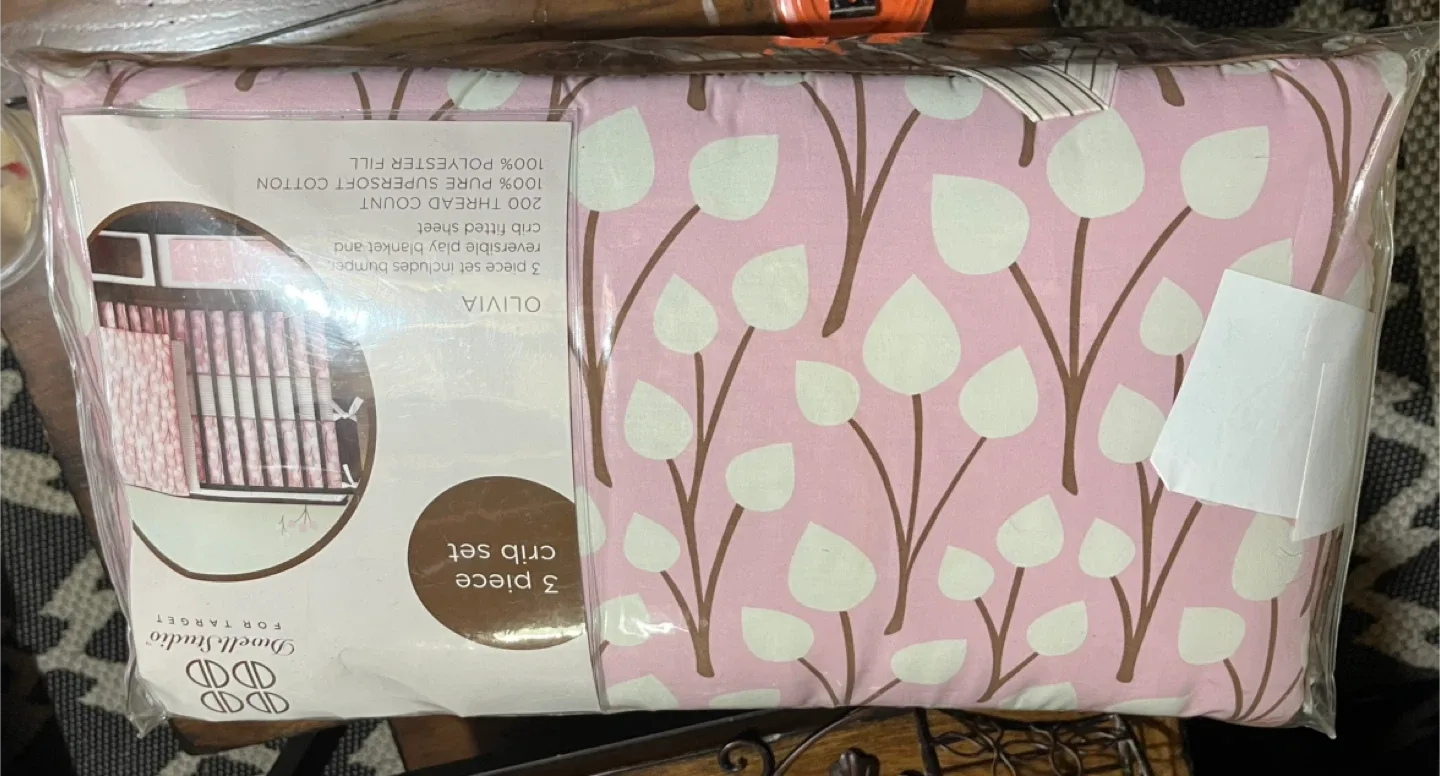 DwellStudio™
FOR TARGET
3 piece
crib set
OLIVIA
3 piece set includes bumper,
reversible play blanket and
crib fitted sheet
200 THREAD COUNT
100% PURE SUPERSOFT COTTON
100% POLYESTER FILL